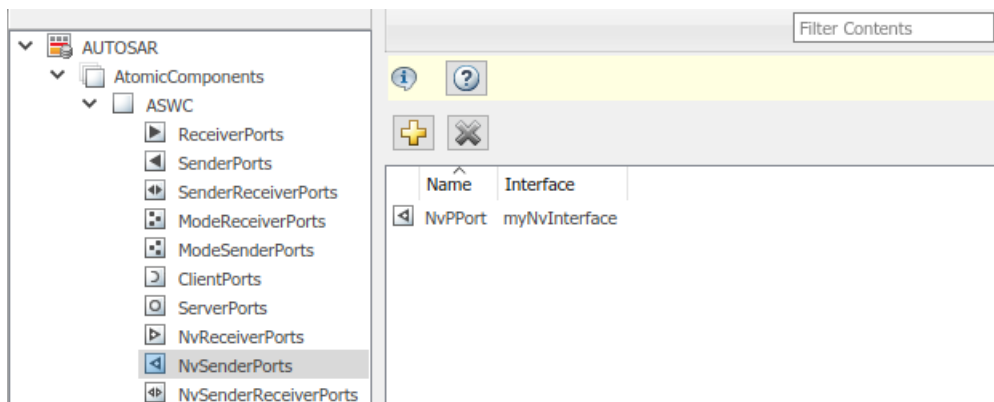 Filter Contents
AUTOSAR
AtomicComponents
ASWC
ReceiverPorts
SenderPorts
SenderReceiverPorts
ModeReceiverPorts
ModeSenderPorts
ClientPorts
ServerPorts
NvReceiverPorts
NvSenderPorts
NvSenderReceiverPorts
Name Interface
NvPPort myNvInterface